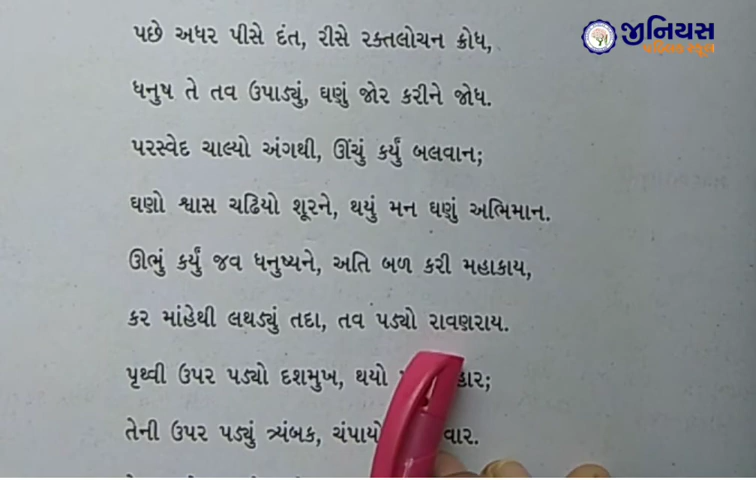 જીનિયસ
પછે અધર પીસે દંત, રીસે રક્તલોચન ક્રોધ,
ધનુષ તે તવ ઉપાડ્યું, ઘણું જોર કરીને જોધ.
પરસ્વેદ ચાલ્યો અંગથી, ઊંચું કર્યું બલવાન;
ઘણો શ્વાસ ચઢિયો શૂરને, થયું મન ઘણું અભિમાન.
ઊભું કર્યું જવ ધનુષ્યને, અતિ બળ કરી મહાકાય,
કર માંહેથી લથડ્યું તદા, તવ પડ્યો રાવણરાય.
પૃથ્વી ઉપર પડ્યો દશમુખ, થયો કાર;
તેની ઉપર પડ્યું ત્ર્યંબક, ચંપાયો વાર.